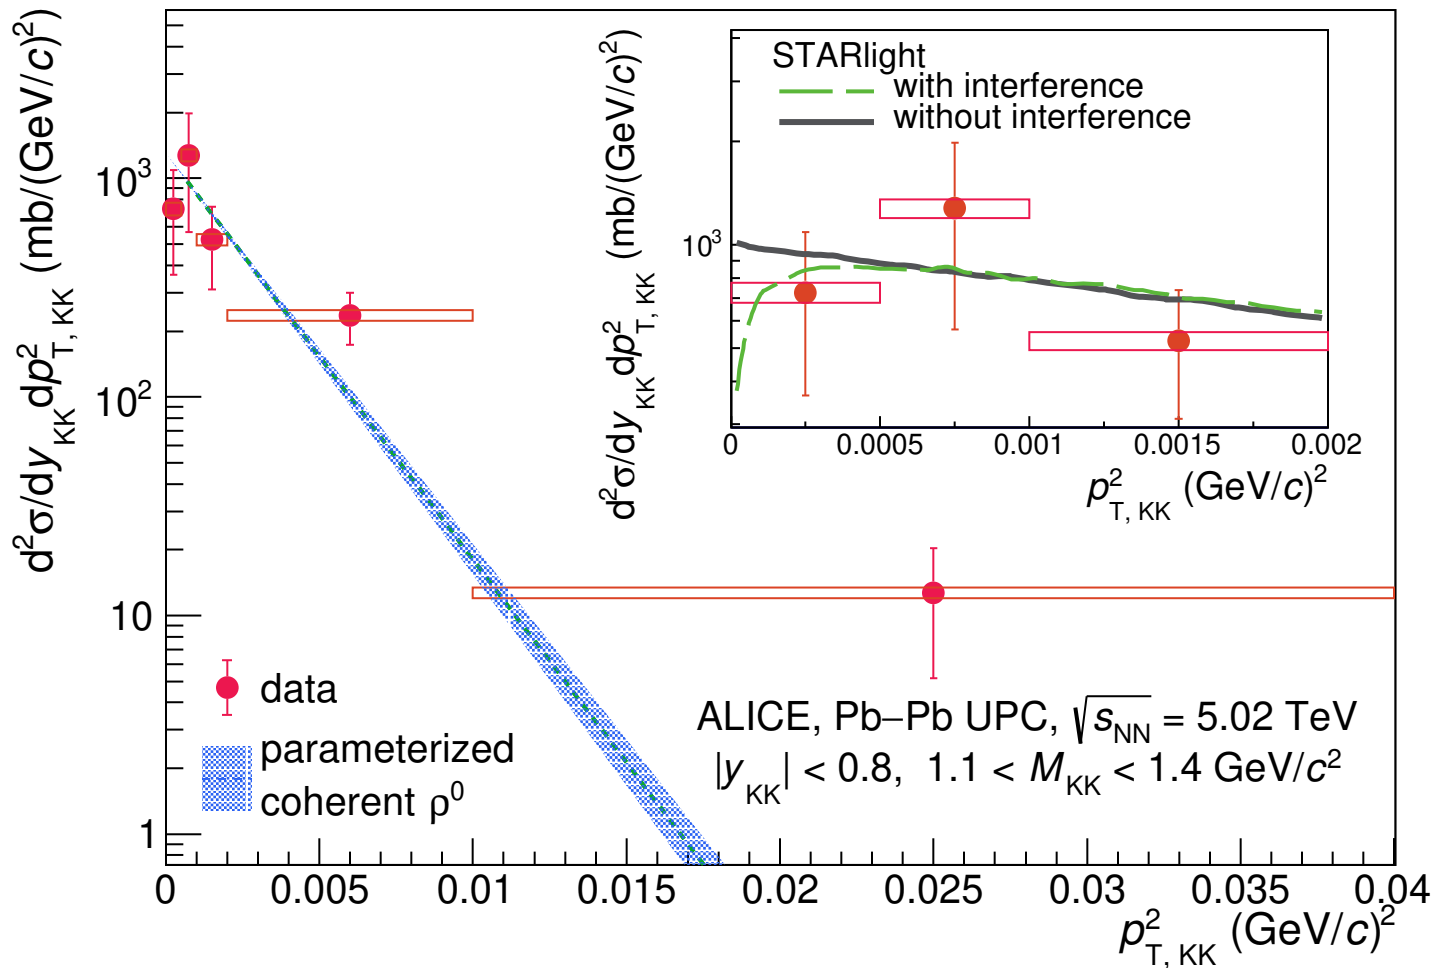 d²σ/dy_KK dp²_T, KK (mb/(GeV/c)²)
10³
10²
10
1
0 0.005 0.01 0.015 0.02 0.025 0.03 0.035 0.04
p²_T, KK (GeV/c)²
data
parameterized
coherent ρ⁰
ALICE, Pb–Pb UPC, √s_NN = 5.02 TeV
|y_KK| < 0.8, 1.1 < M_KK < 1.4 GeV/c²
d²σ/dy_KK dp²_T, KK (mb/(GeV/c)²)
STARlight
with interference
without interference
10³
0 0.0005 0.001 0.0015 0.002
p²_T, KK (GeV/c)²